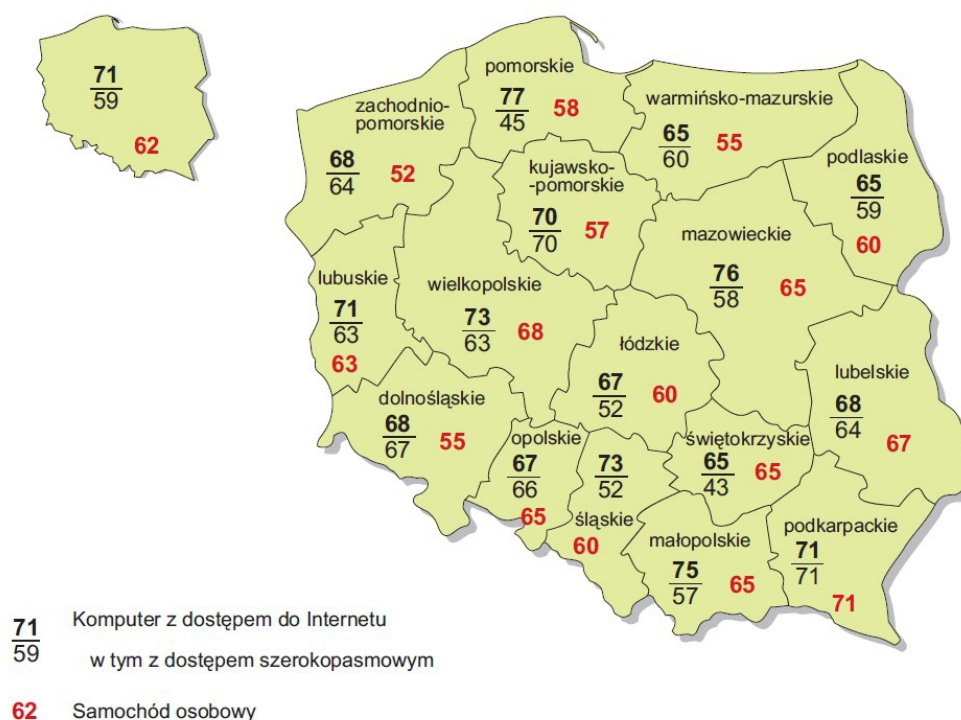 71
59
62
pomorskie
77
45
58
zachodnio-
pomorskie
68
64
52
warmińsko-mazurskie
65
60
55
podlaskie
65
59
60
kujawsko-
-pomorskie
70
70
57
mazowieckie
76
58
65
lubuskie
71
63
63
wielkopolskie
73
63
68
łódzkie
67
52
60
lubelskie
68
64
67
dolnośląskie
68
67
55
opolskie
67
66
65
73
52
śląskie
60
świętokrzyskie
65
43
65
małopolskie
75
57
65
podkarpackie
71
71
71
71
59
Komputer z dostępem do Internetu
w tym z dostępem szerokopasmowym
62 Samochód osobowy